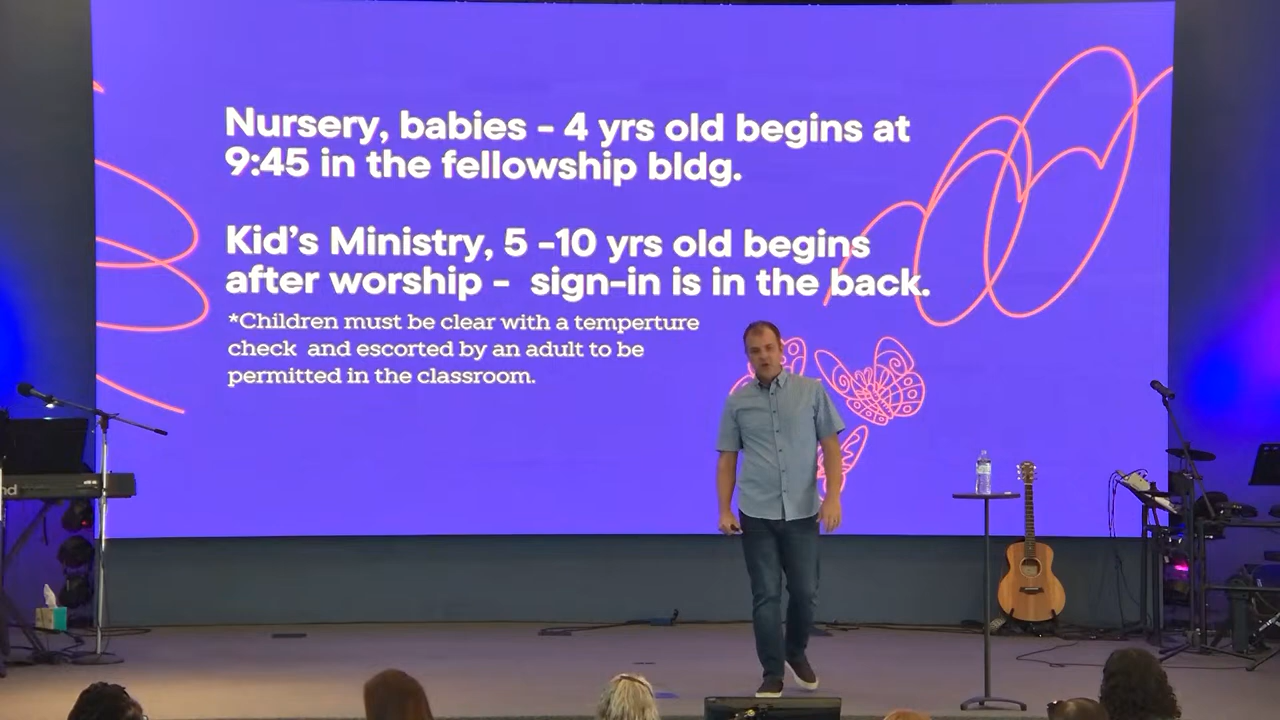 Nursery, babies - 4 yrs old begins at
9:45 in the fellowship bldg.
Kid's Ministry, 5 -10 yrs old begins
after worship - sign-in is in the back.
*Children must be clear with a temperture
check and escorted by an adult to be
permitted in the classroom.